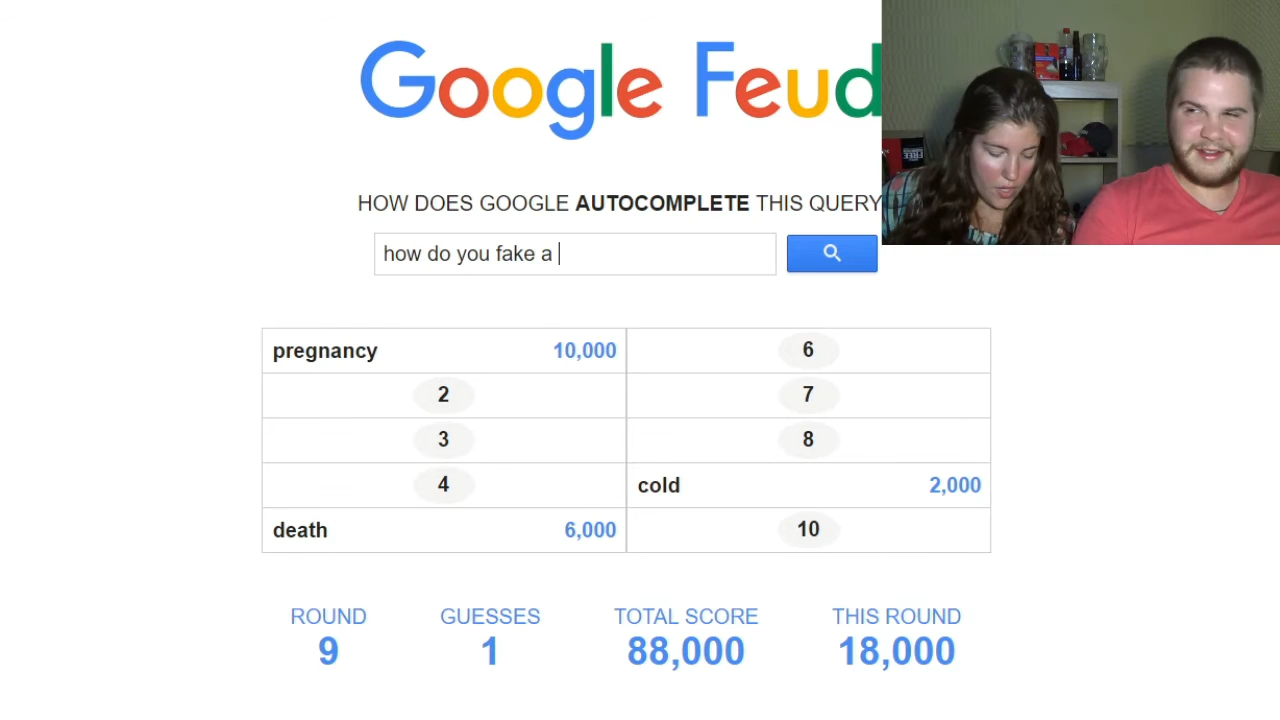 Google Feud
HOW DOES GOOGLE AUTOCOMPLETE THIS QUERY
how do you fake a
pregnancy 10,000 6
2 7
3 8
4 cold 2,000
death 6,000 10
ROUND GUESSES TOTAL SCORE THIS ROUND
9 1 88,000 18,000